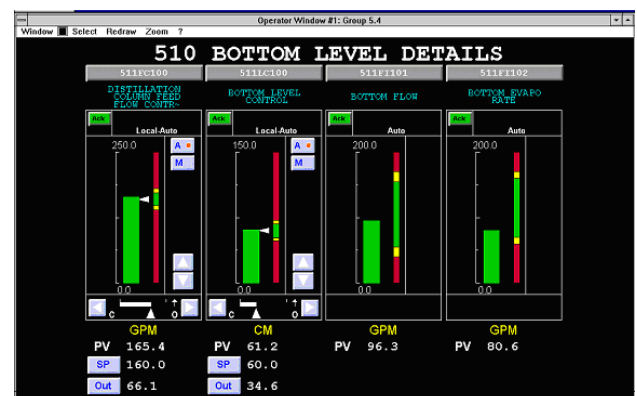 Operator Window #1: Group 5.4
Window Select Redraw Zoom ?
510 BOTTOM LEVEL DETAILS
511FC100 511LC100 511FI101 511FI102
DISTILLATION
COLUMN FEED
FLOW CONTR~
BOTTOM LEVEL
CONTROL
BOTTOM FLOW
BOTTOM EVAPO
RATE
Ack Ack Ack Ack
Local-Auto Local-Auto Auto Auto
250.0 A 150.0 A 200.0 200.0
M M
0.0 0.0 0.0 0.0
C O C O
GPM CM GPM GPM
PV 165.4 PV 61.2 PV 96.3 PV 80.6
SP 160.0 SP 60.0
Out 66.1 Out 34.6